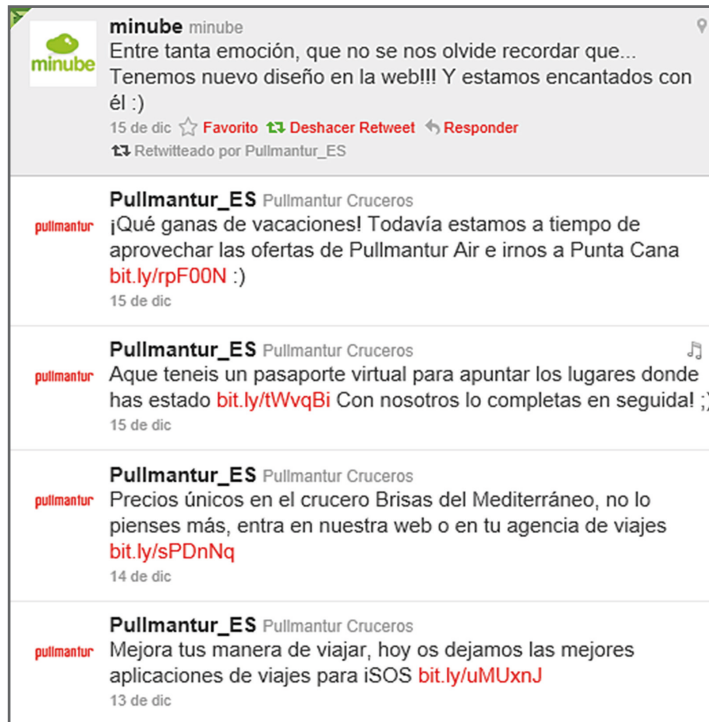 minube minube
minube
Entre tanta emoción, que no se nos olvide recordar que...
Tenemos nuevo diseño en la web!!! Y estamos encantados con
él :)
15 de dic Favorito Deshacer Retweet Responder
Retwitteado por Pullmantur_ES
Pullmantur_ES Pullmantur Cruceros
pullmantur
¡Qué ganas de vacaciones! Todavía estamos a tiempo de
aprovechar las ofertas de Pullmantur Air e irnos a Punta Cana
bit.ly/rpF00N :)
15 de dic
Pullmantur_ES Pullmantur Cruceros
pullmantur
Aque teneis un pasaporte virtual para apuntar los lugares donde
has estado bit.ly/tWvqBi Con nosotros lo completas en seguida! ;)
15 de dic
Pullmantur_ES Pullmantur Cruceros
pullmantur
Precios únicos en el crucero Brisas del Mediterráneo, no lo
pienses más, entra en nuestra web o en tu agencia de viajes
bit.ly/sPDnNq
14 de dic
Pullmantur_ES Pullmantur Cruceros
pullmantur
Mejora tus manera de viajar, hoy os dejamos las mejores
aplicaciones de viajes para iSOS bit.ly/uMUxnJ
13 de dic